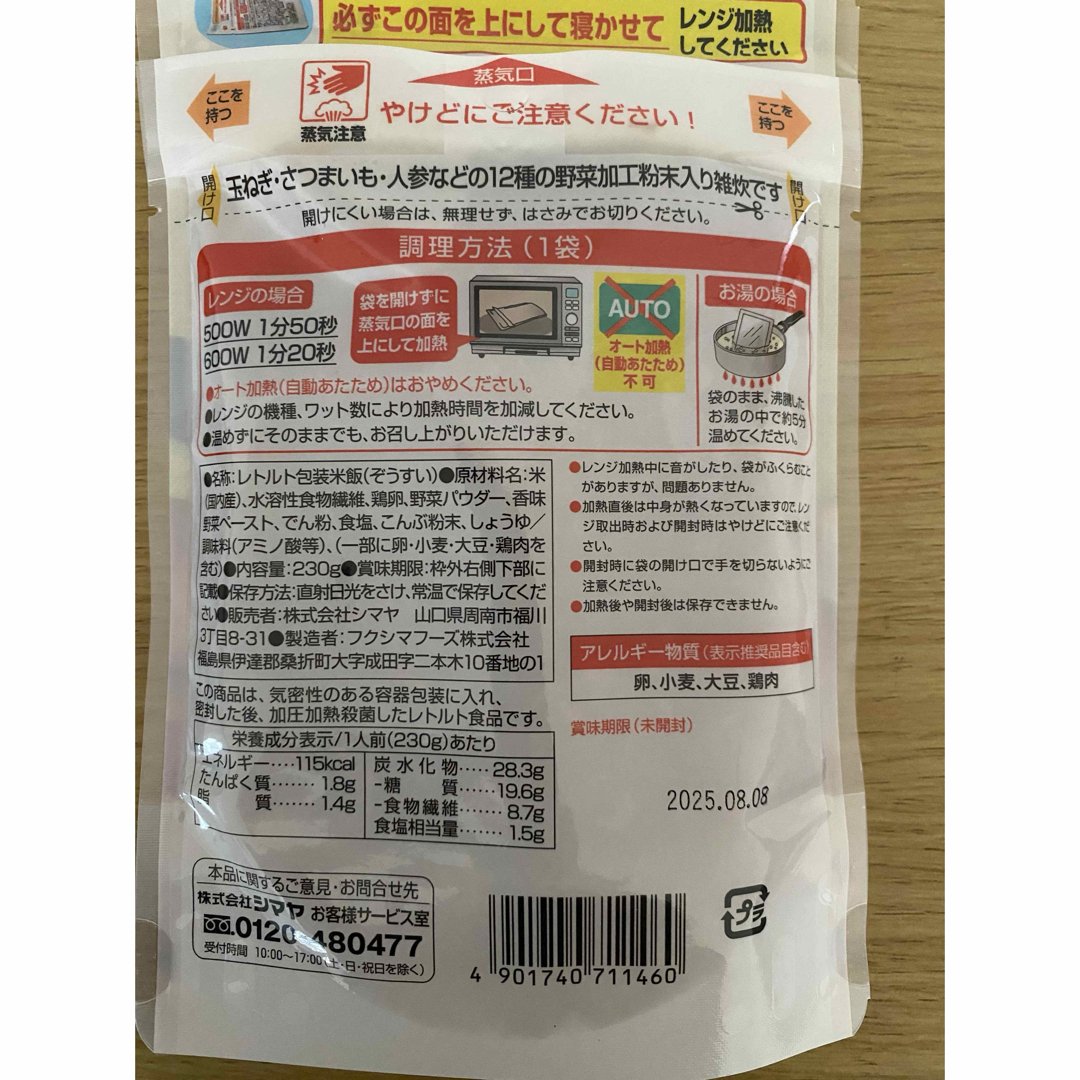 必ずこの面を上にして寝かせて
レンジ加熱
してください
ここを
持つ
蒸気注意
蒸気口
やけどにご注意ください!
ここを
持つ
開け口
玉ねぎ・さつまいも・人参などの12種の野菜加工粉末入り雑炊です
開け口
開けにくい場合は、無理せず、はさみでお切りください。
調理方法(1袋)
レンジの場合
500W 1分50秒
600W 1分20秒
袋を開けずに
蒸気口の面を
上にして加熱
AUTO
オート加熱
(自動あたため)
不可
●オート加熱(自動あたため)はおやめください。
●レンジの機種、ワット数により加熱時間を加減してください。
●温めずにそのままでも、お召し上がりいただけます。
お湯の場合
袋のまま、沸騰した
お湯の中で約5分
温めてください。
●名称:レトルト包装米飯(ぞうすい)●原材料名:米
(国内産)、水溶性食物繊維、鶏卵、野菜パウダー、香味
野菜ペースト、でん粉、食塩、こんぶ粉末、しょうゆ/
調味料(アミノ酸等)、(一部に卵・小麦・大豆・鶏肉を
含む)●内容量:230g●賞味期限:枠外右側下部に
記載●保存方法:直射日光をさけ、常温で保存してくだ
さい●販売者:株式会社シマヤ 山口県周南市福川
3丁目8-31●製造者:フクシマフーズ株式会社
福島県伊達郡桑折町大字成田字二本木10番地の1
この商品は、気密性のある容器包装に入れ、
密封した後、加圧加熱殺菌したレトルト食品です。
栄養成分表示/1人前(230g)あたり
エネルギー‥‥115kcal
たんぱく質‥‥‥1.8g
脂 質‥‥‥1.4g
炭水化物‥‥‥28.3g
-糖 質‥‥‥19.6g
-食物繊維‥‥‥8.7g
食塩相当量‥‥‥1.5g
●レンジ加熱中に音がしたり、袋がふくらむこと
がありますが、問題ありません。
●加熱直後は中身が熱くなっていますので、レン
ジ取出時および開封時はやけどにご注意くだ
さい。
●開封時に袋の開け口で手を切らないようにご
注意ください。
●加熱後や開封後は保存できません。
アレルギー物質(表示推奨品目含む)
卵、小麦、大豆、鶏肉
賞味期限(未開封)
2025.08.08
本品に関するご意見・お問合せ先
株式会社シマヤ お客様サービス室
0120-480477
受付時間 10:00〜17:00(土・日・祝日を除く)
4 901740 711460
プラ